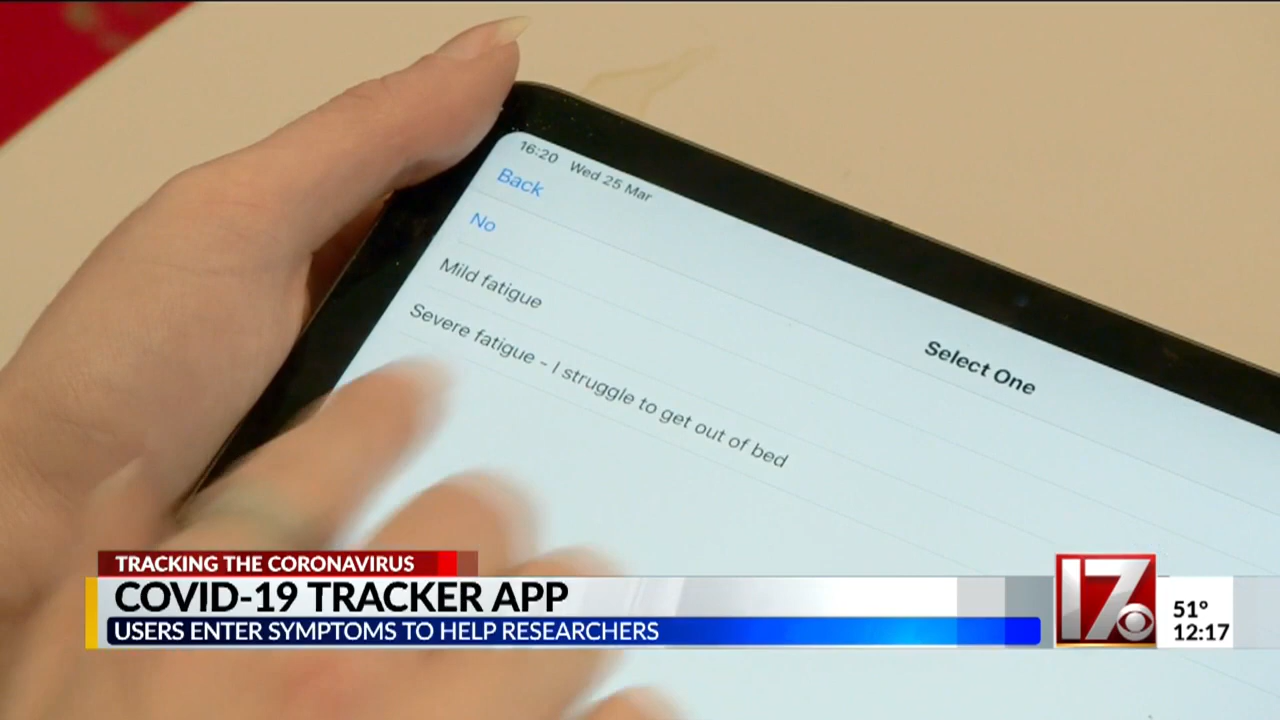 16:20 Wed 25 Mar
Back
No
Select One
Mild fatigue
Severe fatigue - I struggle to get out of bed
TRACKING THE CORONAVIRUS
COVID-19 TRACKER APP
USERS ENTER SYMPTOMS TO HELP RESEARCHERS
17
51°
12:17